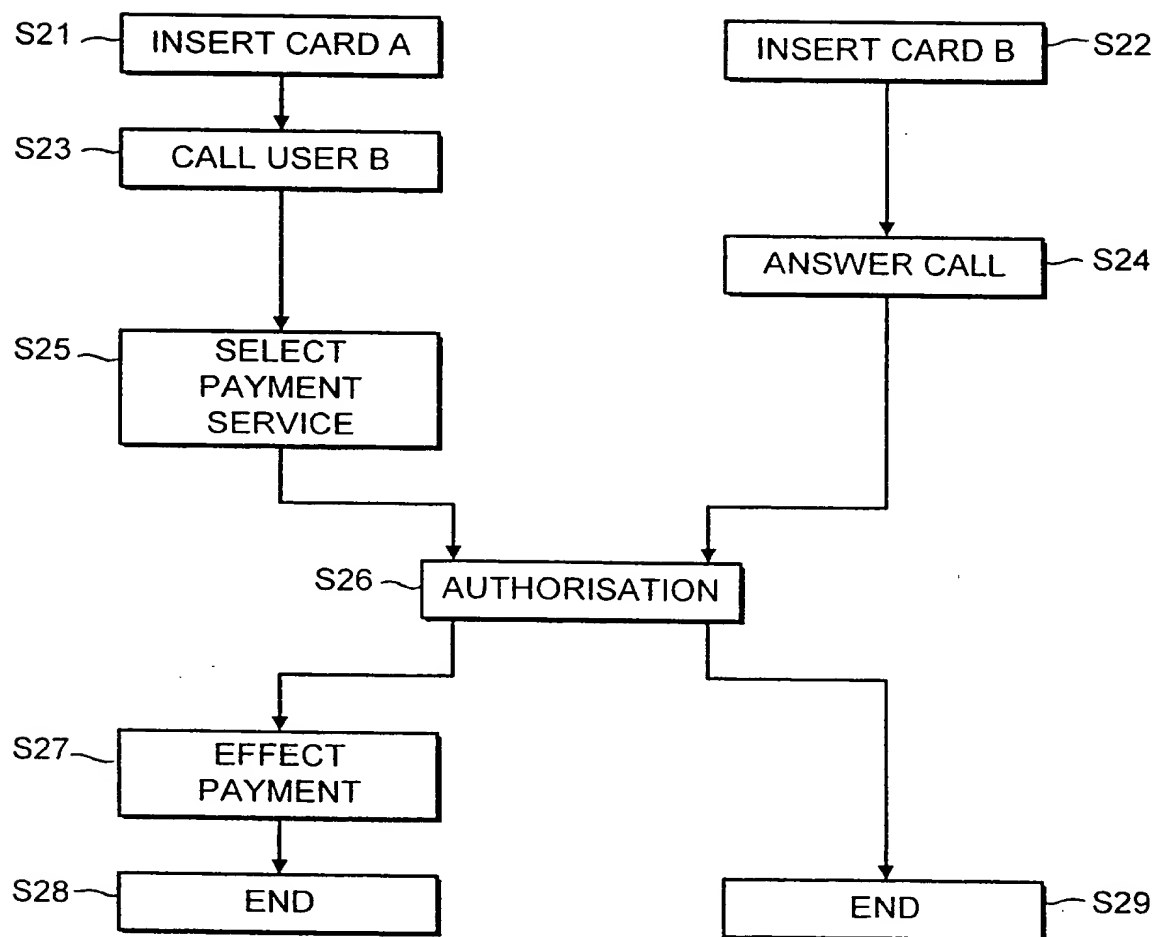 S21
INSERT CARD A
INSERT CARD B
S22
S23
CALL USER B
ANSWER CALL
S24
S25
SELECT
PAYMENT
SERVICE
S26
AUTHORISATION
S27
EFFECT
PAYMENT
S28
END
END
S29